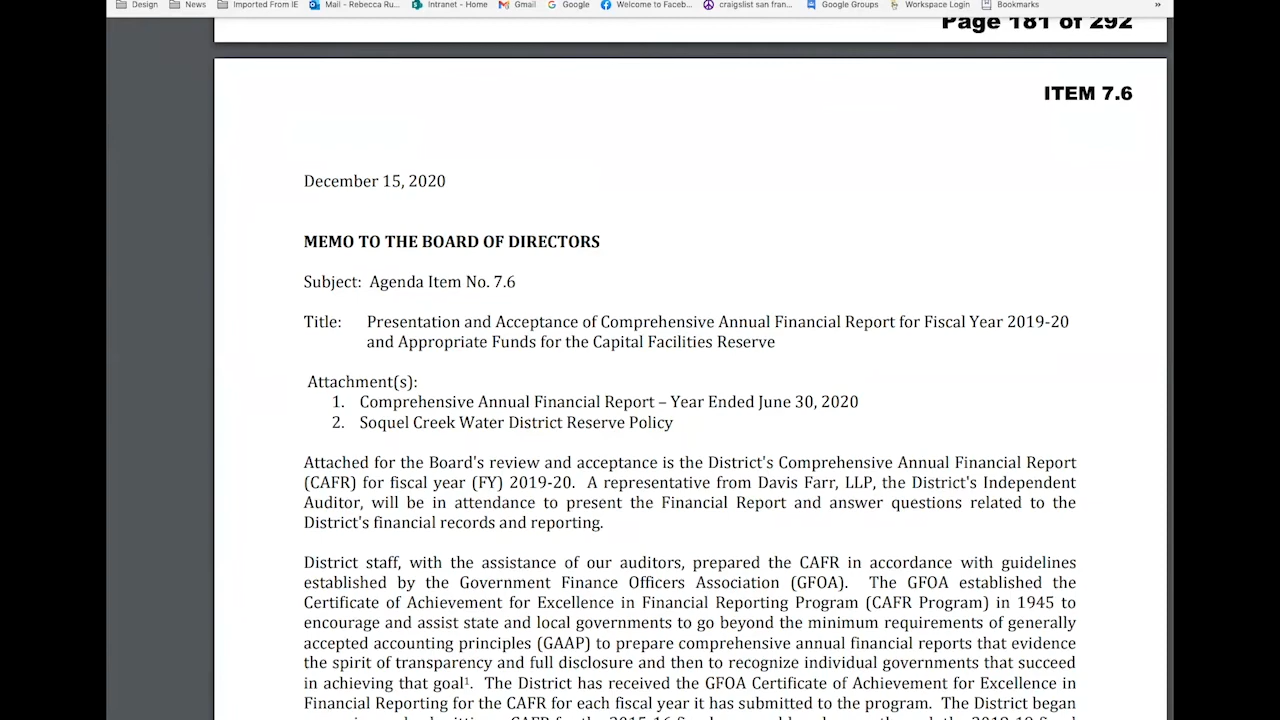 Design News Imported From IE Mail - Rebecca Ru... Intranet - Home Gmail Google Welcome to Faceb... craigslist san fran... Google Groups Workspace Login Bookmarks »
Page 181 of 292
ITEM 7.6
December 15, 2020
MEMO TO THE BOARD OF DIRECTORS
Subject: Agenda Item No. 7.6
Title: Presentation and Acceptance of Comprehensive Annual Financial Report for Fiscal Year 2019-20
and Appropriate Funds for the Capital Facilities Reserve
Attachment(s):
1. Comprehensive Annual Financial Report – Year Ended June 30, 2020
2. Soquel Creek Water District Reserve Policy
Attached for the Board's review and acceptance is the District's Comprehensive Annual Financial Report
(CAFR) for fiscal year (FY) 2019-20. A representative from Davis Farr, LLP, the District's Independent
Auditor, will be in attendance to present the Financial Report and answer questions related to the
District's financial records and reporting.
District staff, with the assistance of our auditors, prepared the CAFR in accordance with guidelines
established by the Government Finance Officers Association (GFOA). The GFOA established the
Certificate of Achievement for Excellence in Financial Reporting Program (CAFR Program) in 1945 to
encourage and assist state and local governments to go beyond the minimum requirements of generally
accepted accounting principles (GAAP) to prepare comprehensive annual financial reports that evidence
the spirit of transparency and full disclosure and then to recognize individual governments that succeed
in achieving that goal¹. The District has received the GFOA Certificate of Achievement for Excellence in
Financial Reporting for the CAFR for each fiscal year it has submitted to the program. The District began